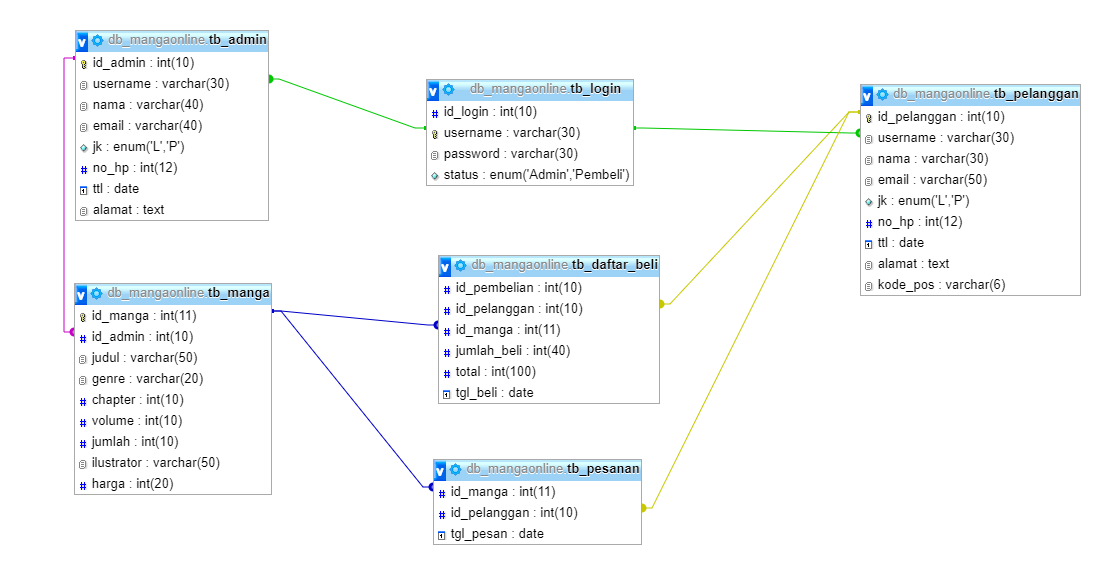 db_mangaonline tb_admin
id_admin : int(10)
username : varchar(30)
nama : varchar(40)
email : varchar(40)
jk : enum('L','P')
no_hp : int(12)
ttl : date
alamat : text
db_mangaonline tb_login
id_login : int(10)
username : varchar(30)
password : varchar(30)
status : enum('Admin','Pembeli')
db_mangaonline tb_pelanggan
id_pelanggan : int(10)
username : varchar(30)
nama : varchar(30)
email : varchar(50)
jk : enum('L','P')
no_hp : int(12)
ttl : date
alamat : text
kode_pos : varchar(6)
db_mangaonline tb_manga
id_manga : int(11)
id_admin : int(10)
judul : varchar(50)
genre : varchar(20)
chapter : int(10)
volume : int(10)
jumlah : int(10)
ilustrator : varchar(50)
harga : int(20)
db_mangaonline tb_daftar_beli
id_pembelian : int(10)
id_pelanggan : int(10)
id_manga : int(11)
jumlah_beli : int(40)
total : int(100)
tgl_beli : date
db_mangaonline tb_pesanan
id_manga : int(11)
id_pelanggan : int(10)
tgl_pesan : date